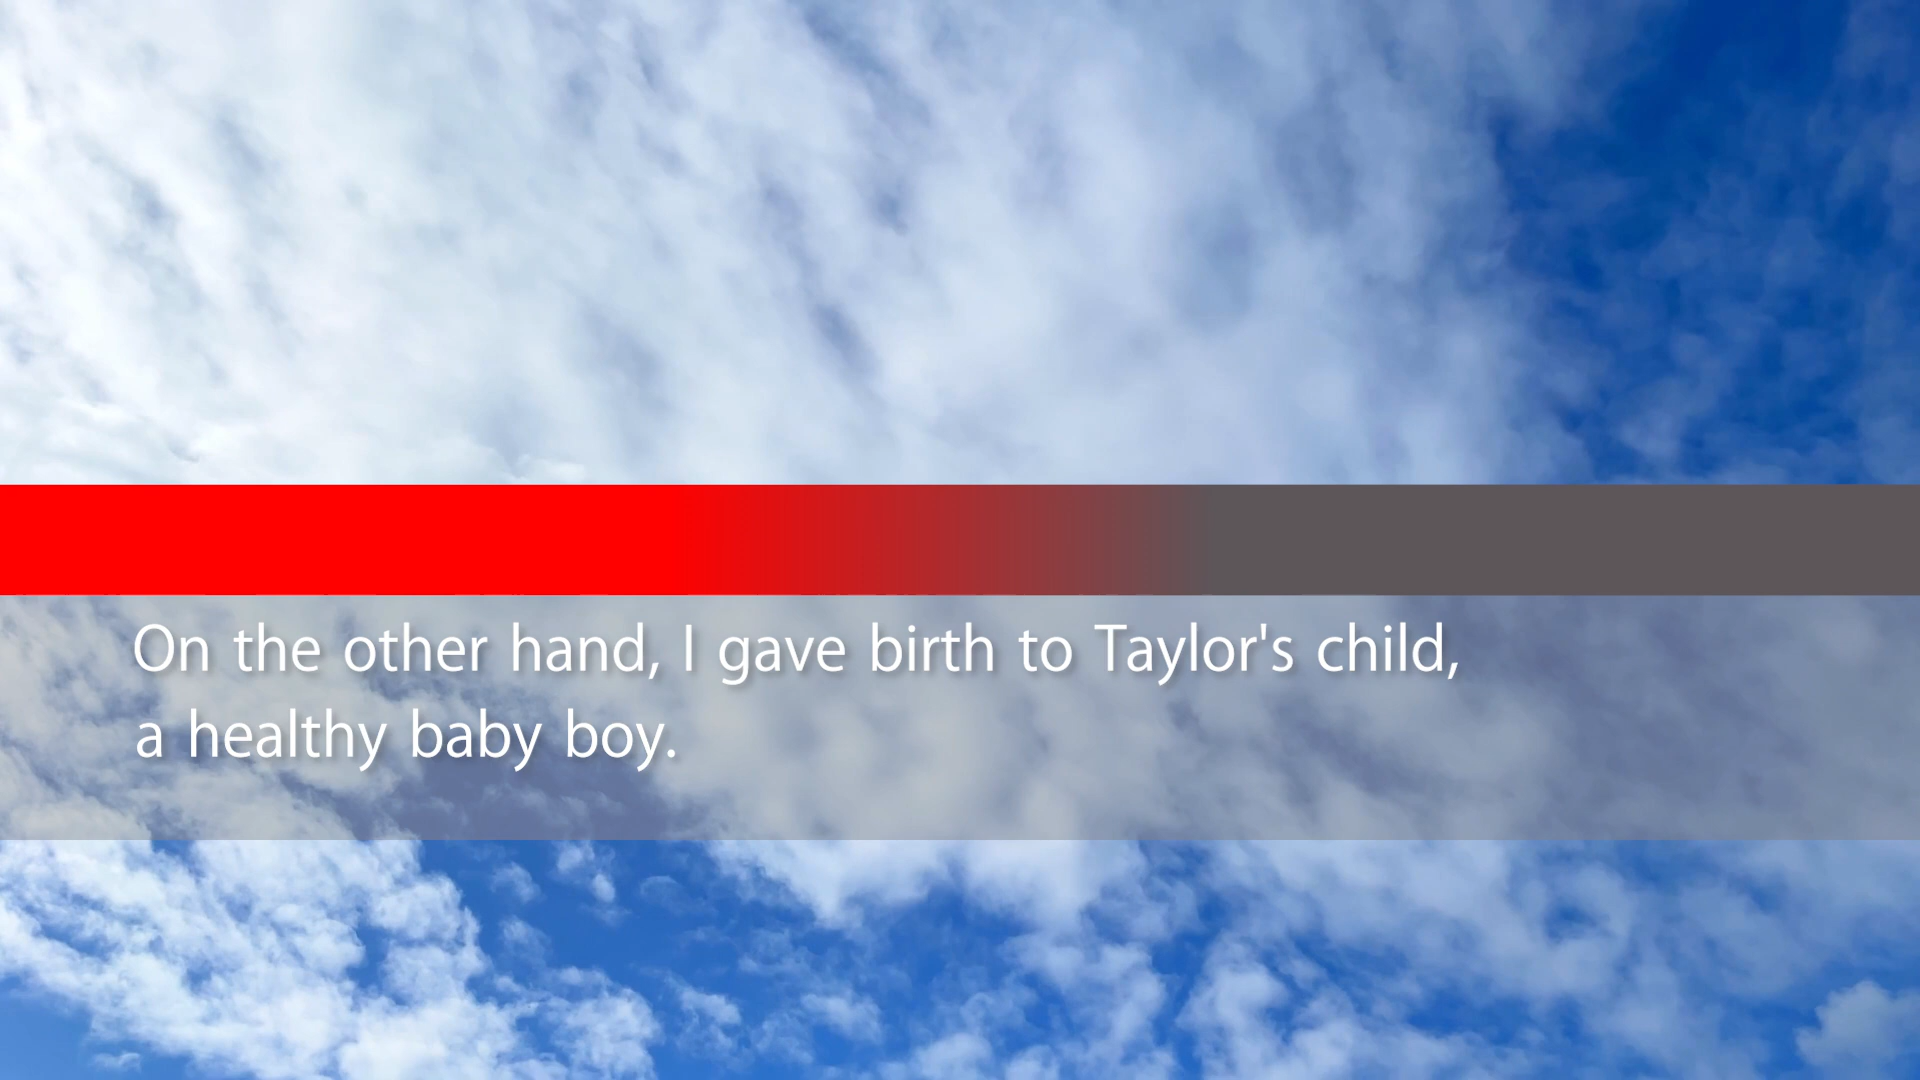 On the other hand, I gave birth to Taylor's child,
a healthy baby boy.